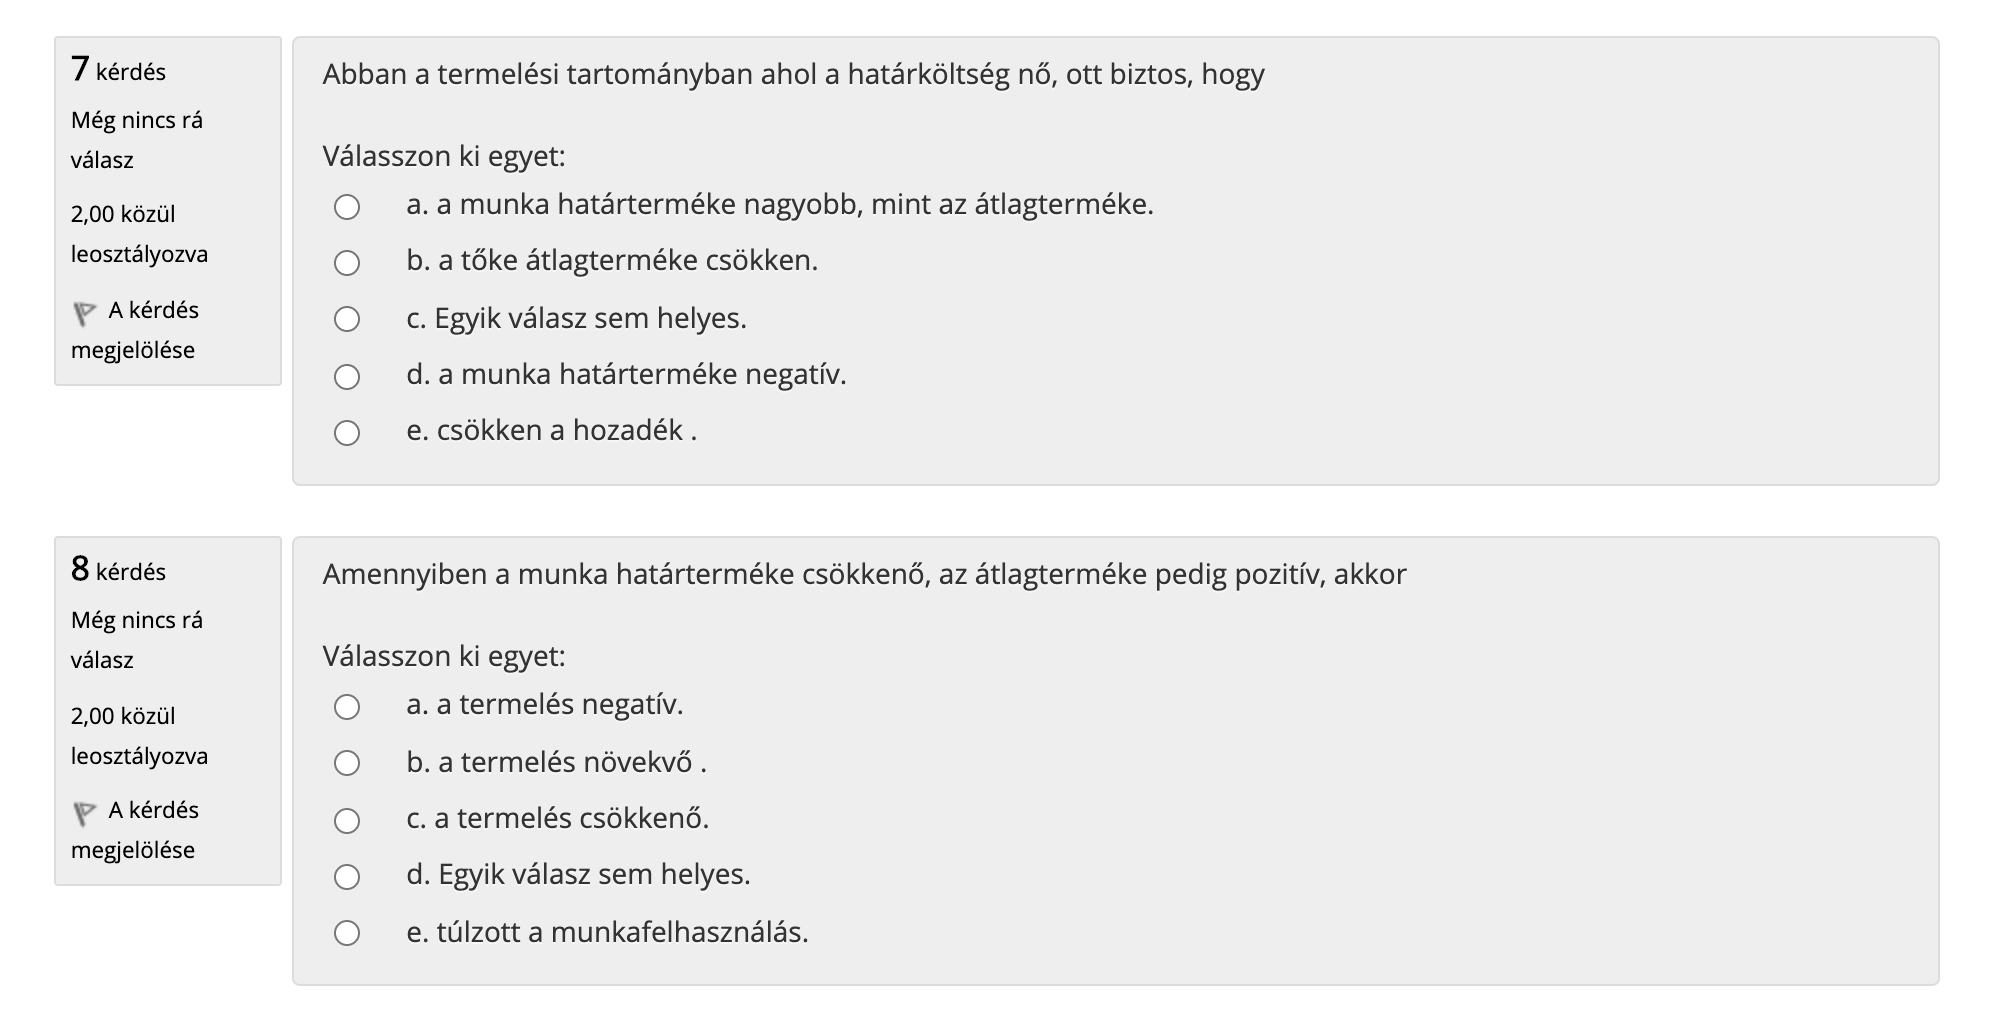 7 kérdés
Még nincs rá
válasz
2,00 közül
leosztályozva
A kérdés
megjelölése
Abban a termelési tartományban ahol a határköltség nő, ott biztos, hogy
Válasszon ki egyet:
a. a munka határterméke nagyobb, mint az átlagterméke.
b. a tőke átlagterméke csökken.
c. Egyik válasz sem helyes.
d. a munka határterméke negatív.
e. csökken a hozadék .
8 kérdés
Még nincs rá
válasz
2,00 közül
leosztályozva
A kérdés
megjelölése
Amennyiben a munka határterméke csökkenő, az átlagterméke pedig pozitív, akkor
Válasszon ki egyet:
a. a termelés negatív.
b. a termelés növekvő .
c. a termelés csökkenő.
d. Egyik válasz sem helyes.
e. túlzott a munkafelhasználás.